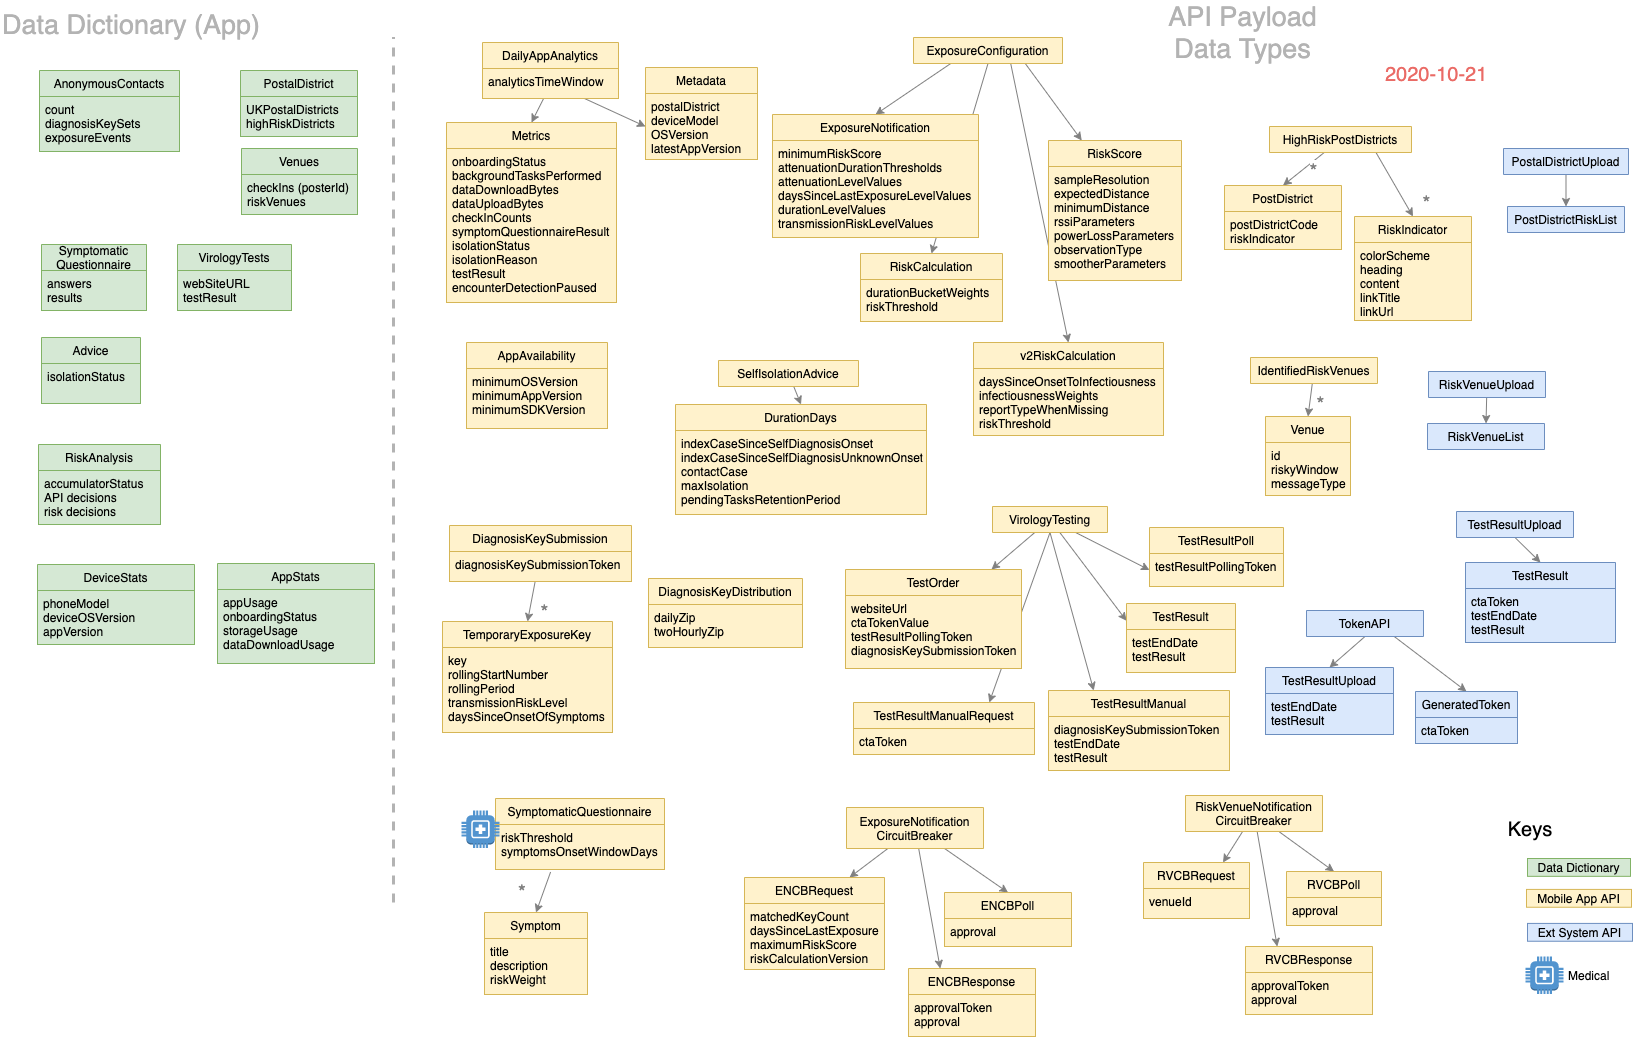 Data Dictionary (App)
API Payload
Data Types
2020-10-21
AnonymousContacts
count
diagnosisKeySets
exposureEvents
PostalDistrict
UKPostalDistricts
highRiskDistricts
Venues
checkIns (posterId)
riskVenues
Symptomatic
Questionnaire
answers
results
VirologyTests
webSiteURL
testResult
Advice
isolationStatus
RiskAnalysis
accumulatorStatus
API decisions
risk decisions
DeviceStats
phoneModel
deviceOSVersion
appVersion
AppStats
appUsage
onboardingStatus
storageUsage
dataDownloadUsage
DailyAppAnalytics
analyticsTimeWindow
Metadata
postalDistrict
deviceModel
OSVersion
latestAppVersion
Metrics
onboardingStatus
backgroundTasksPerformed
dataDownloadBytes
dataUploadBytes
checkInCounts
symptomQuestionnaireResult
isolationStatus
isolationReason
testResult
encounterDetectionPaused
ExposureConfiguration
ExposureNotification
minimumRiskScore
attenuationDurationThresholds
attenuationLevelValues
daysSinceLastExposureLevelValues
durationLevelValues
transmissionRiskLevelValues
RiskScore
sampleResolution
expectedDistance
minimumDistance
rssiParameters
powerLossParameters
observationType
smootherParameters
RiskCalculation
durationBucketWeights
riskThreshold
v2RiskCalculation
daysSinceOnsetToInfectiousness
infectiousnessWeights
reportTypeWhenMissing
riskThreshold
HighRiskPostDistricts
*
PostDistrict
postDistrictCode
riskIndicator
*
RiskIndicator
colorScheme
heading
content
linkTitle
linkUrl
PostalDistrictUpload
PostDistrictRiskList
AppAvailability
minimumOSVersion
minimumAppVersion
minimumSDKVersion
SelfIsolationAdvice
DurationDays
indexCaseSinceSelfDiagnosisOnset
indexCaseSinceSelfDiagnosisUnknownOnset
contactCase
maxIsolation
pendingTasksRetentionPeriod
IdentifiedRiskVenues
*
Venue
id
riskyWindow
messageType
RiskVenueUpload
RiskVenueList
DiagnosisKeySubmission
diagnosisKeySubmissionToken
*
TemporaryExposureKey
key
rollingStartNumber
rollingPeriod
transmissionRiskLevel
daysSinceOnsetOfSymptoms
DiagnosisKeyDistribution
dailyZip
twoHourlyZip
VirologyTesting
TestResultPoll
testResultPollingToken
TestOrder
websiteUrl
ctaTokenValue
testResultPollingToken
diagnosisKeySubmissionToken
TestResult
testEndDate
testResult
TestResultManualRequest
ctaToken
TestResultManual
diagnosisKeySubmissionToken
testEndDate
testResult
TestResultUpload
TestResult
ctaToken
testEndDate
testResult
TokenAPI
TestResultUpload
testEndDate
testResult
GeneratedToken
ctaToken
SymptomaticQuestionnaire
riskThreshold
symptomsOnsetWindowDays
*
Symptom
title
description
riskWeight
ExposureNotification
CircuitBreaker
ENCBRequest
matchedKeyCount
daysSinceLastExposure
maximumRiskScore
riskCalculationVersion
ENCBPoll
approval
ENCBResponse
approvalToken
approval
RiskVenueNotification
CircuitBreaker
RVCBRequest
venueId
RVCBPoll
approval
RVCBResponse
approvalToken
approval
Keys
Data Dictionary
Mobile App API
Ext System API
Medical